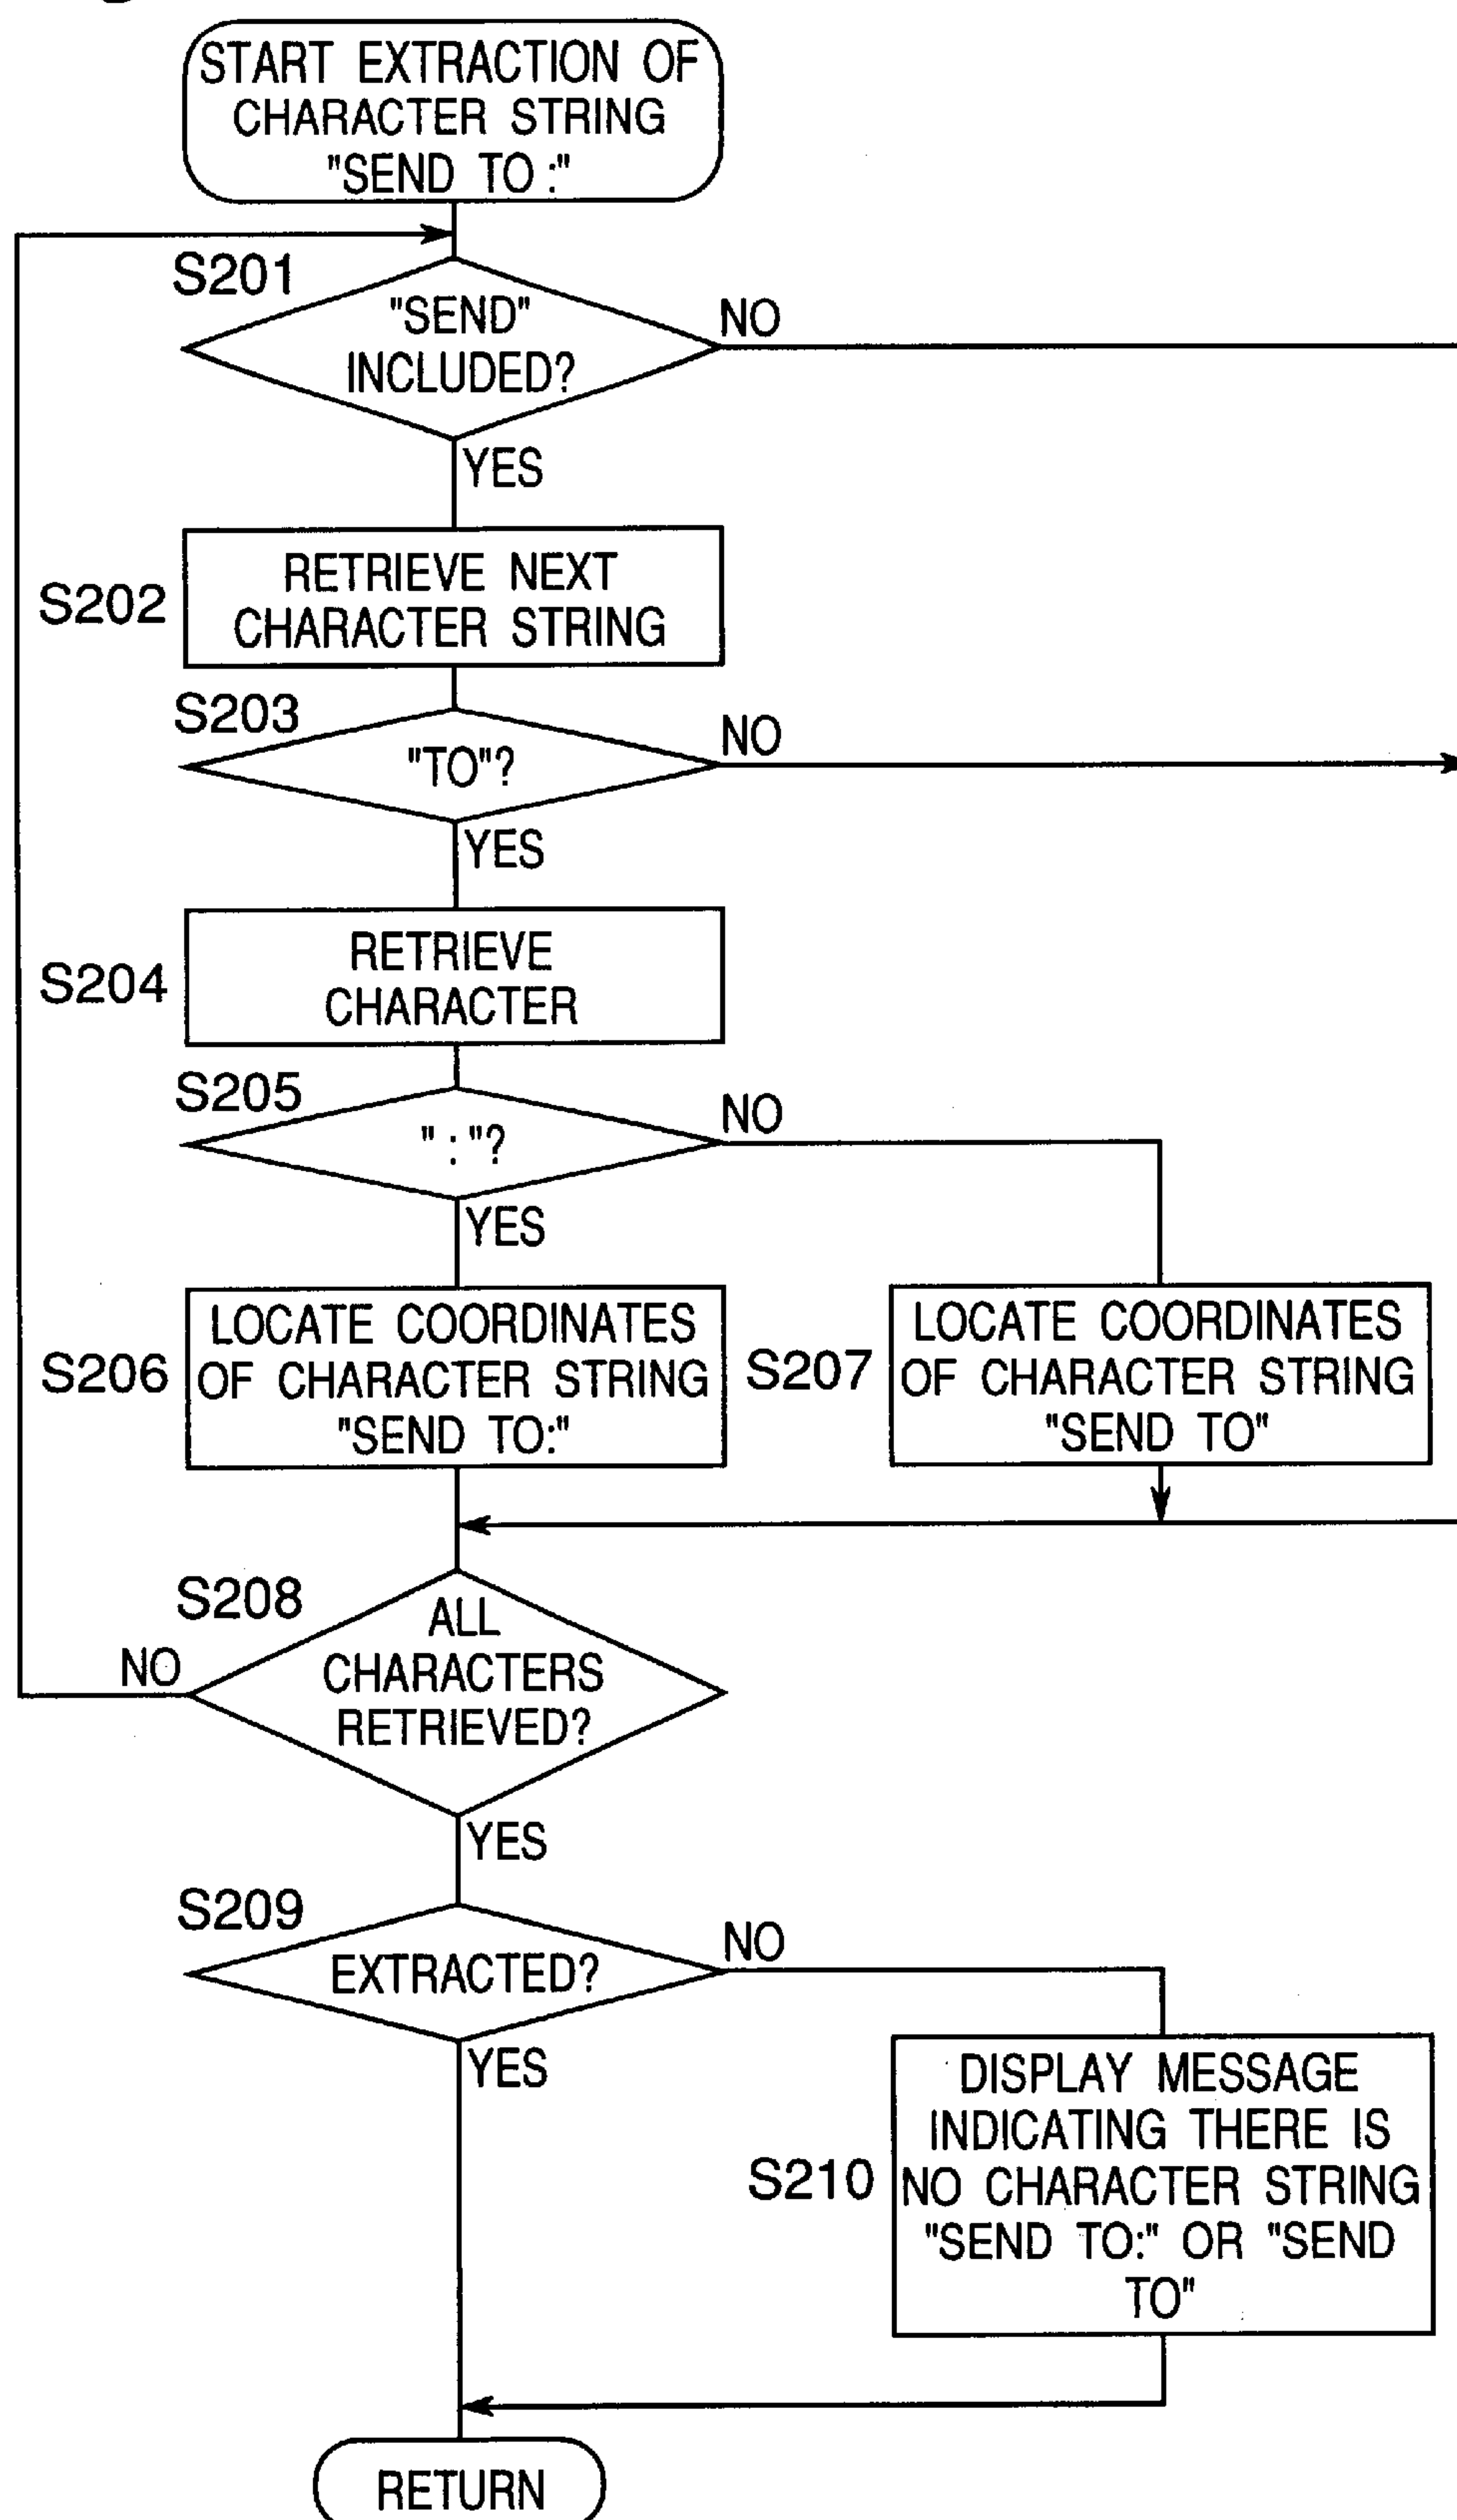 START EXTRACTION OF
CHARACTER STRING
"SEND TO :"
S201
"SEND"
INCLUDED?
NO
YES
S202
RETRIEVE NEXT
CHARACTER STRING
S203
"TO"?
NO
YES
S204
RETRIEVE
CHARACTER
S205
" : "?
NO
YES
S206
LOCATE COORDINATES
OF CHARACTER STRING
"SEND TO:"
S207
LOCATE COORDINATES
OF CHARACTER STRING
"SEND TO"
S208
ALL
CHARACTERS
RETRIEVED?
NO
YES
S209
EXTRACTED?
NO
YES
S210
DISPLAY MESSAGE
INDICATING THERE IS
NO CHARACTER STRING
"SEND TO:" OR "SEND
TO"
RETURN